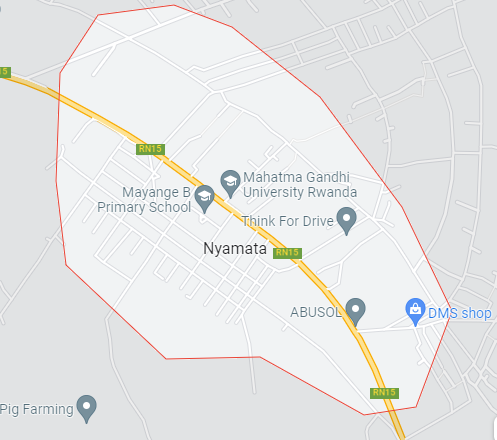 15
RN15
Mahatma Gandhi
University Rwanda
Mayange B
Primary School
Think For Drive
Nyamata
RN15
ABUSOL
DMS shop
RN15
Pig Farming